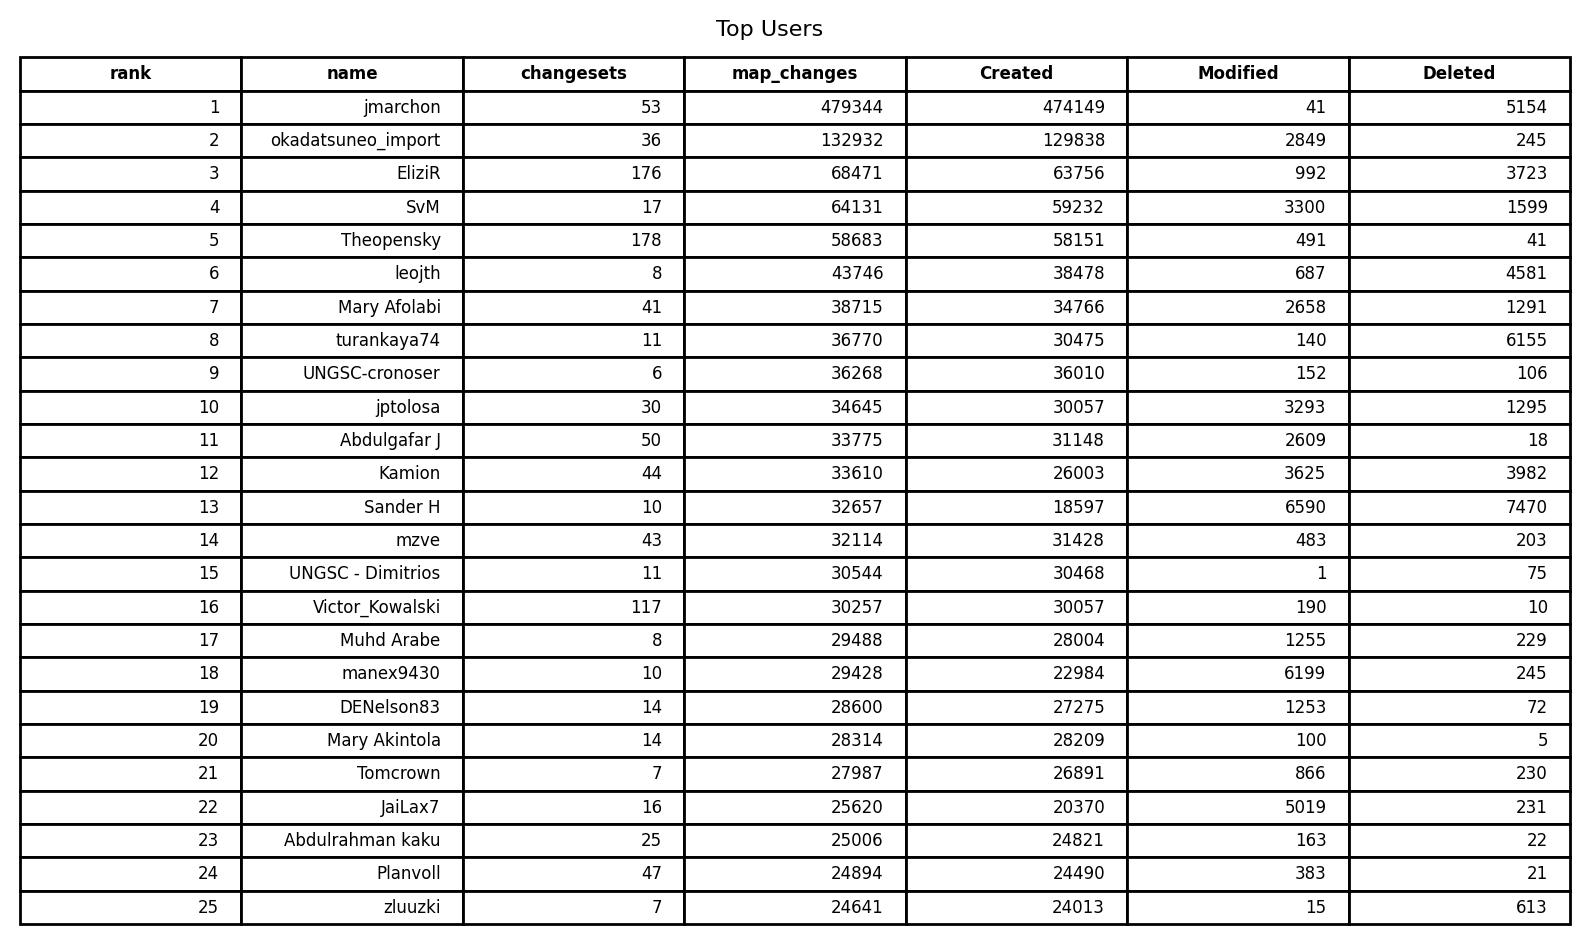 Top Users
rank name changesets map_changes Created Modified Deleted
1 jmarchon 53 479344 474149 41 5154
2 okadatsuneo_import 36 132932 129838 2849 245
3 EliziR 176 68471 63756 992 3723
4 SvM 17 64131 59232 3300 1599
5 Theopensky 178 58683 58151 491 41
6 leojth 8 43746 38478 687 4581
7 Mary Afolabi 41 38715 34766 2658 1291
8 turankaya74 11 36770 30475 140 6155
9 UNGSC-cronoser 6 36268 36010 152 106
10 jptolosa 30 34645 30057 3293 1295
11 Abdulgafar J 50 33775 31148 2609 18
12 Kamion 44 33610 26003 3625 3982
13 Sander H 10 32657 18597 6590 7470
14 mzve 43 32114 31428 483 203
15 UNGSC - Dimitrios 11 30544 30468 1 75
16 Victor_Kowalski 117 30257 30057 190 10
17 Muhd Arabe 8 29488 28004 1255 229
18 manex9430 10 29428 22984 6199 245
19 DENelson83 14 28600 27275 1253 72
20 Mary Akintola 14 28314 28209 100 5
21 Tomcrown 7 27987 26891 866 230
22 JaiLax7 16 25620 20370 5019 231
23 Abdulrahman kaku 25 25006 24821 163 22
24 Planvoll 47 24894 24490 383 21
25 zluuzki 7 24641 24013 15 613